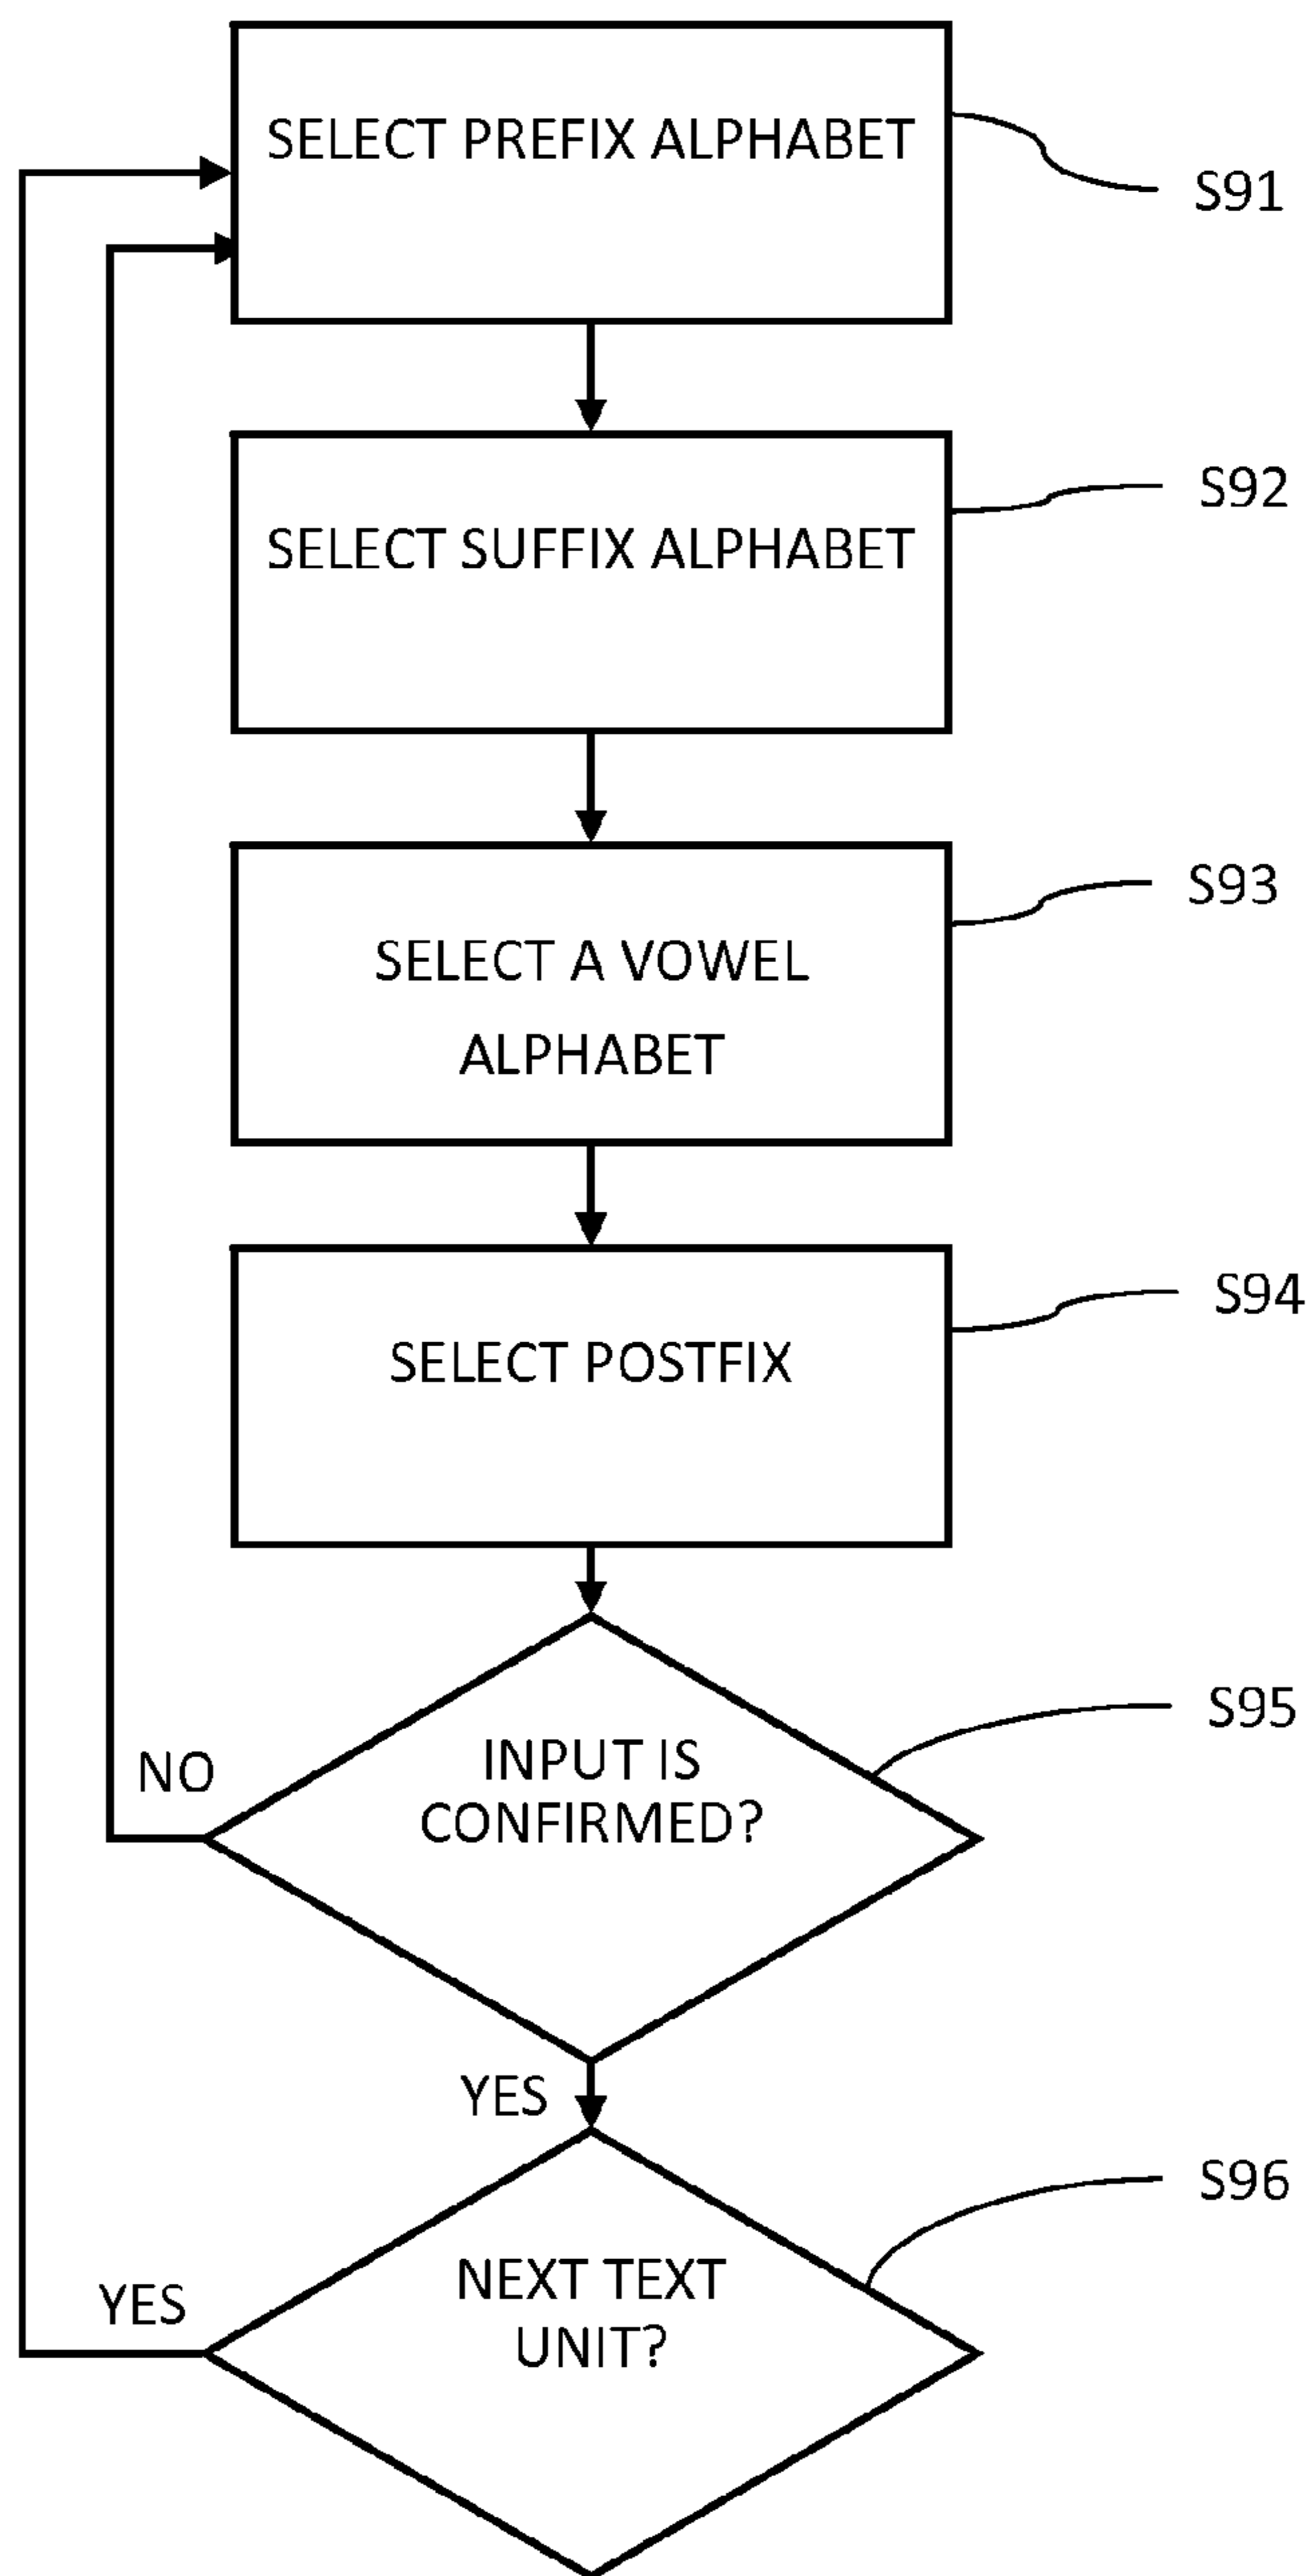 SELECT PREFIX ALPHABET
S91
SELECT SUFFIX ALPHABET
S92
SELECT A VOWEL
ALPHABET
S93
SELECT POSTFIX
S94
INPUT IS
CONFIRMED?
S95
NO
YES
NEXT TEXT
UNIT?
S96
YES